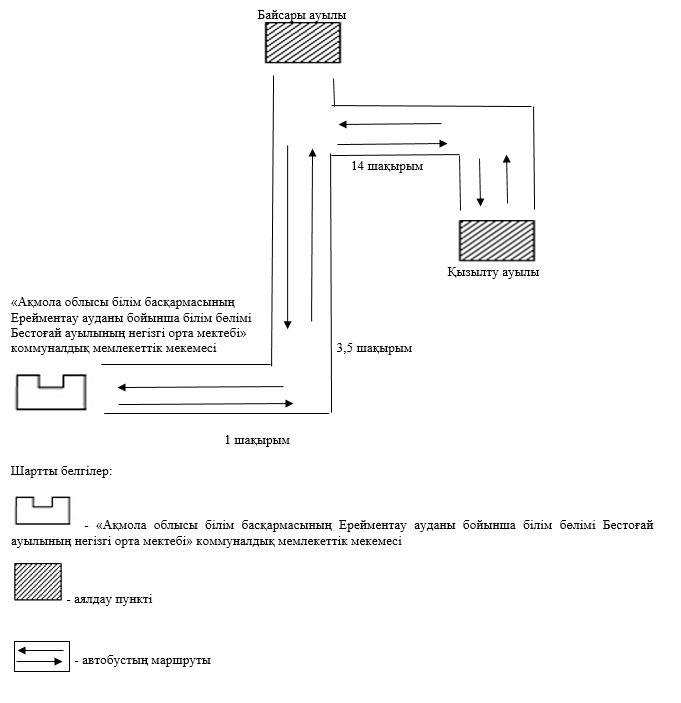 Байсары ауылы
14 шақырым
Қызылту ауылы
«Ақмола облысы білім басқармасының
Ерейментау ауданы бойынша білім бөлімі
Бестоғай ауылының негізгі орта мектебі»
коммуналдық мемлекеттік мекемесі
3,5 шақырым
1 шақырым
Шартты белгілер:
- «Ақмола облысы білім басқармасының Ерейментау ауданы бойынша білім бөлімі Бестоғай
ауылының негізгі орта мектебі» коммуналдық мемлекеттік мекемесі
- аялдау пункті
- автобустың маршруты